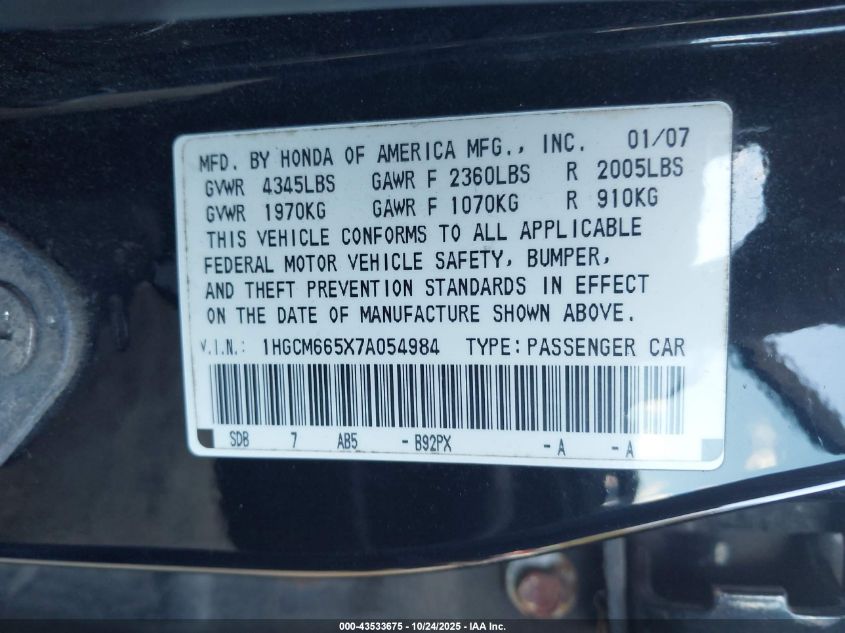 MFD. BY HONDA OF AMERICA MFG., INC. 01/07
GVWR 4345LBS GAWR F 2360LBS R 2005LBS
GVWR 1970KG GAWR F 1070KG R 910KG
THIS VEHICLE CONFORMS TO ALL APPLICABLE
FEDERAL MOTOR VEHICLE SAFETY, BUMPER,
AND THEFT PREVENTION STANDARDS IN EFFECT
ON THE DATE OF MANUFACTURE SHOWN ABOVE.
V.I.N.: 1HGCM665X7A054984 TYPE:PASSENGER CAR
SDB 7 AB5 - B92PX - A - A
000-43533675 - 10/24/2025 - IAA Inc.